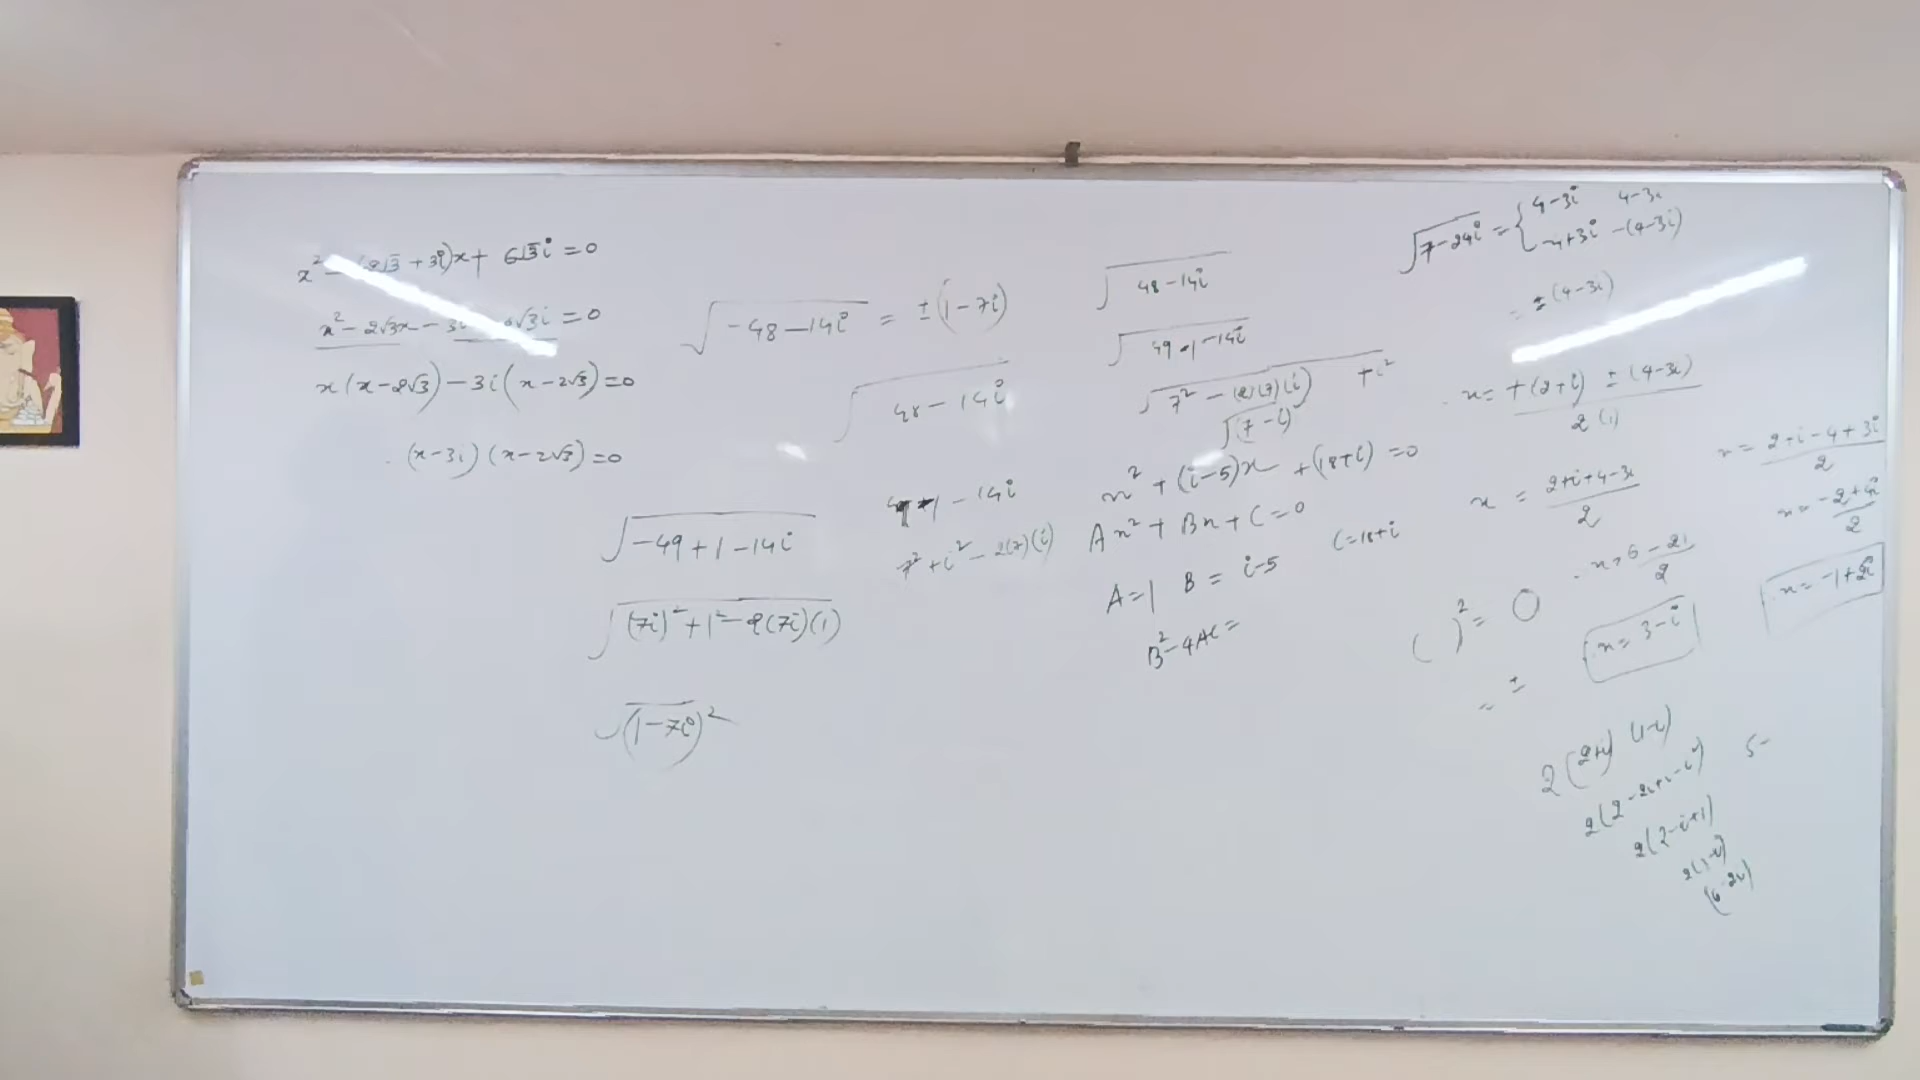 x² – (2√3 + 3i)x + 6√3i = 0
x² – 2√3x – 3i 6√3i = 0
x(x–2√3) – 3i(x–2√3) = 0
(x–3i)(x–2√3) = 0
√-48–14i = ±(1–7i)
√48–14i
√-49+1–14i
√(7i)²+1²–2(7i)(1)
√(1–7i)²
–1 – 14i
7²+i²–2(7)(i)
√48–14i
√49-1–14i
√7²–(2)(7)(i) +i²
√(7–i)
x² + (i–5)x + (18+i) = 0
Ax² + Bx + C = 0
A=1 B = i–5 C=18+i
B²–4AC =
√7–24i = { 4–3i 4–3i
-4+3i –(4–3i)
= ±(4–3i)
x = +(2+i) ± (4–3i) / 2(1)
x = 2+i+4–3i / 2
x = 6–2i / 2
x = 3–i
x = 2+i–4+3i / 2
x = -2+4i / 2
x = -1+2i
( )² = 0
= ±
2(2+i)(1–i)
2(2–2i+i–i²)
2(2–i+1)
2(3–i)
(6–2i)
5–